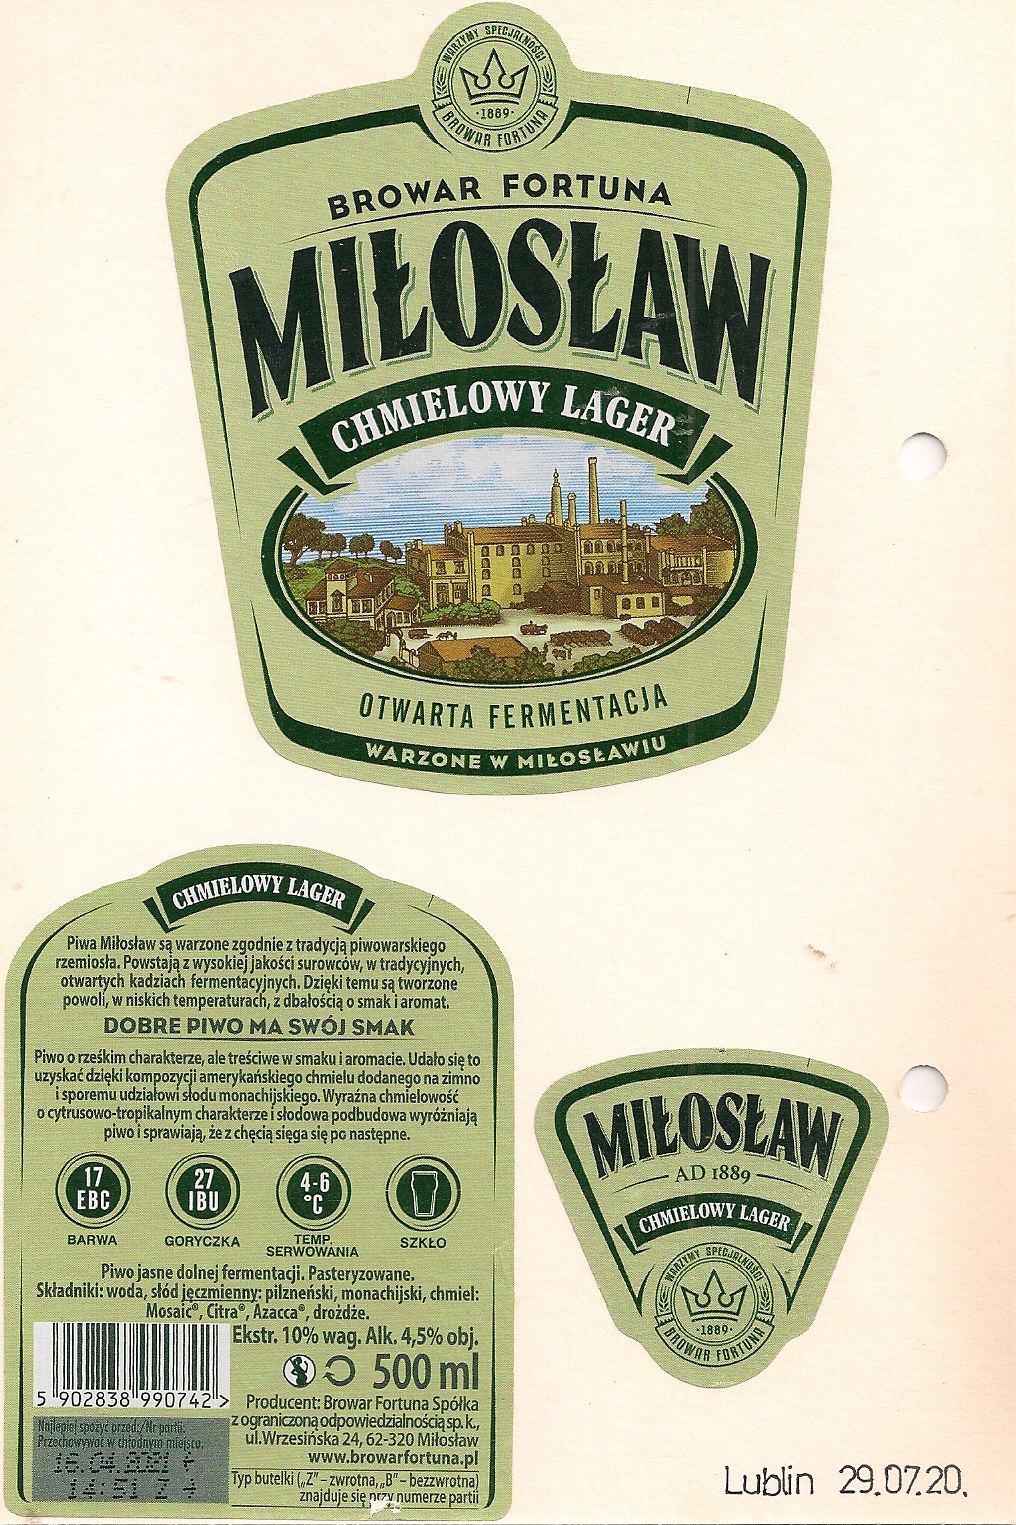 WARZYMY SPECJALNOŚCI
·1889·
BROWAR FORTUNA
BROWAR FORTUNA
MIŁOSŁAW
CHMIELOWY LAGER
OTWARTA FERMENTACJA
WARZONE W MIŁOSŁAWIU
CHMIELOWY LAGER
Piwa Miłosław są warzone zgodnie z tradycją piwowarskiego
rzemiosła. Powstają z wysokiej jakości surowców, w tradycyjnych,
otwartych kadziach fermentacyjnych. Dzięki temu są tworzone
powoli, w niskich temperaturach, z dbałością o smak i aromat.
DOBRE PIWO MA SWÓJ SMAK
Piwo o rześkim charakterze, ale treściwe w smaku i aromacie. Udało się to
uzyskać dzięki kompozycji amerykańskiego chmielu dodanego na zimno
i sporemu udziałowi słodu monachijskiego. Wyraźna chmielowość
o cytrusowo-tropikalnym charakterze i słodowa podbudowa wyróżniają
piwo i sprawiają, że z chęcią sięga się po następne.
17 EBC
BARWA
27 IBU
GORYCZKA
4-6 °C
TEMP. SERWOWANIA
SZKŁO
Piwo jasne dolnej fermentacji. Pasteryzowane.
Składniki: woda, słód jęczmienny: pilzneński, monachijski, chmiel:
Mosaic®, Citra®, Azacca®, drożdże.
Ekstr. 10% wag. Alk. 4,5% obj.
500 ml
5 902838 990742 >
Producent: Browar Fortuna Spółka
z ograniczoną odpowiedzialnością sp. k.,
ul.Wrzesińska 24, 62-320 Miłosław
www.browarfortuna.pl
Typ butelki („Z” – zwrotna, „B” – bezzwrotna)
znajduje się przy numerze partii
Najlepiej spożyć przed:/Nr partii.
Przechowywać w chłodnym miejscu.
16.04.2021
14:51 Z 4
MIŁOSŁAW
AD 1889
CHMIELOWY LAGER
WARZYMY SPECJALNOŚCI
·1889·
BROWAR FORTUNA
Lublin 29.07.20.